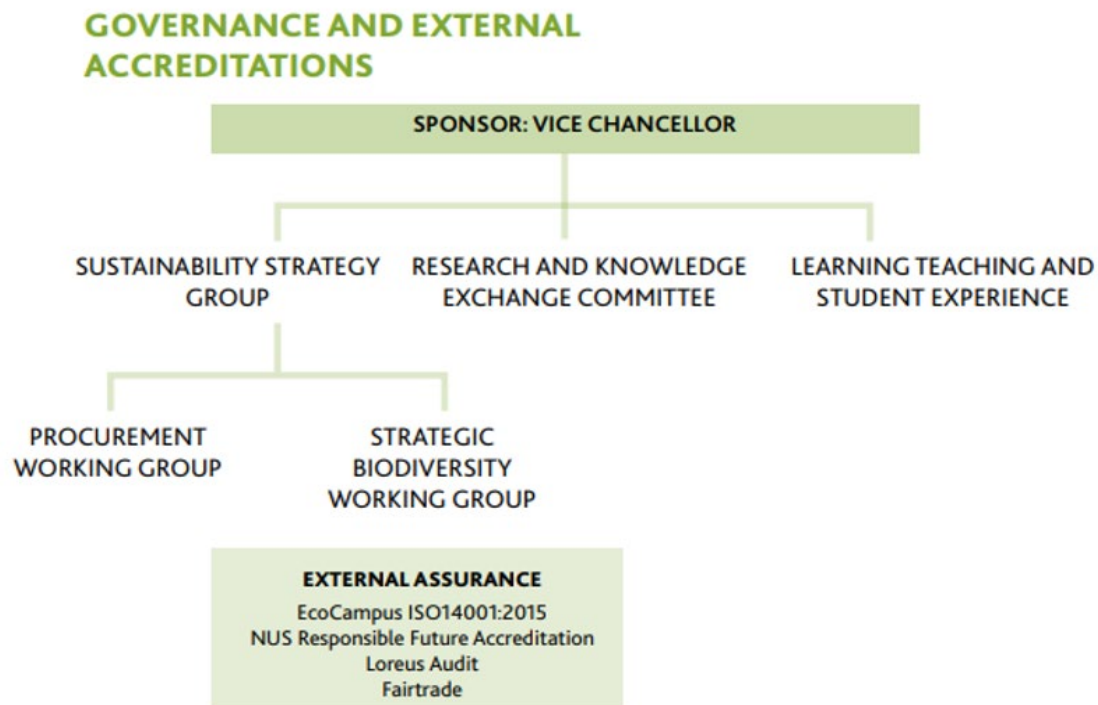 GOVERNANCE AND EXTERNAL
ACCREDITATIONS
SPONSOR: VICE CHANCELLOR
SUSTAINABILITY STRATEGY
GROUP
RESEARCH AND KNOWLEDGE
EXCHANGE COMMITTEE
LEARNING TEACHING AND
STUDENT EXPERIENCE
PROCUREMENT
WORKING GROUP
STRATEGIC
BIODIVERSITY
WORKING GROUP
EXTERNAL ASSURANCE
EcoCampus ISO14001:2015
NUS Responsible Future Accreditation
Loreus Audit
Fairtrade